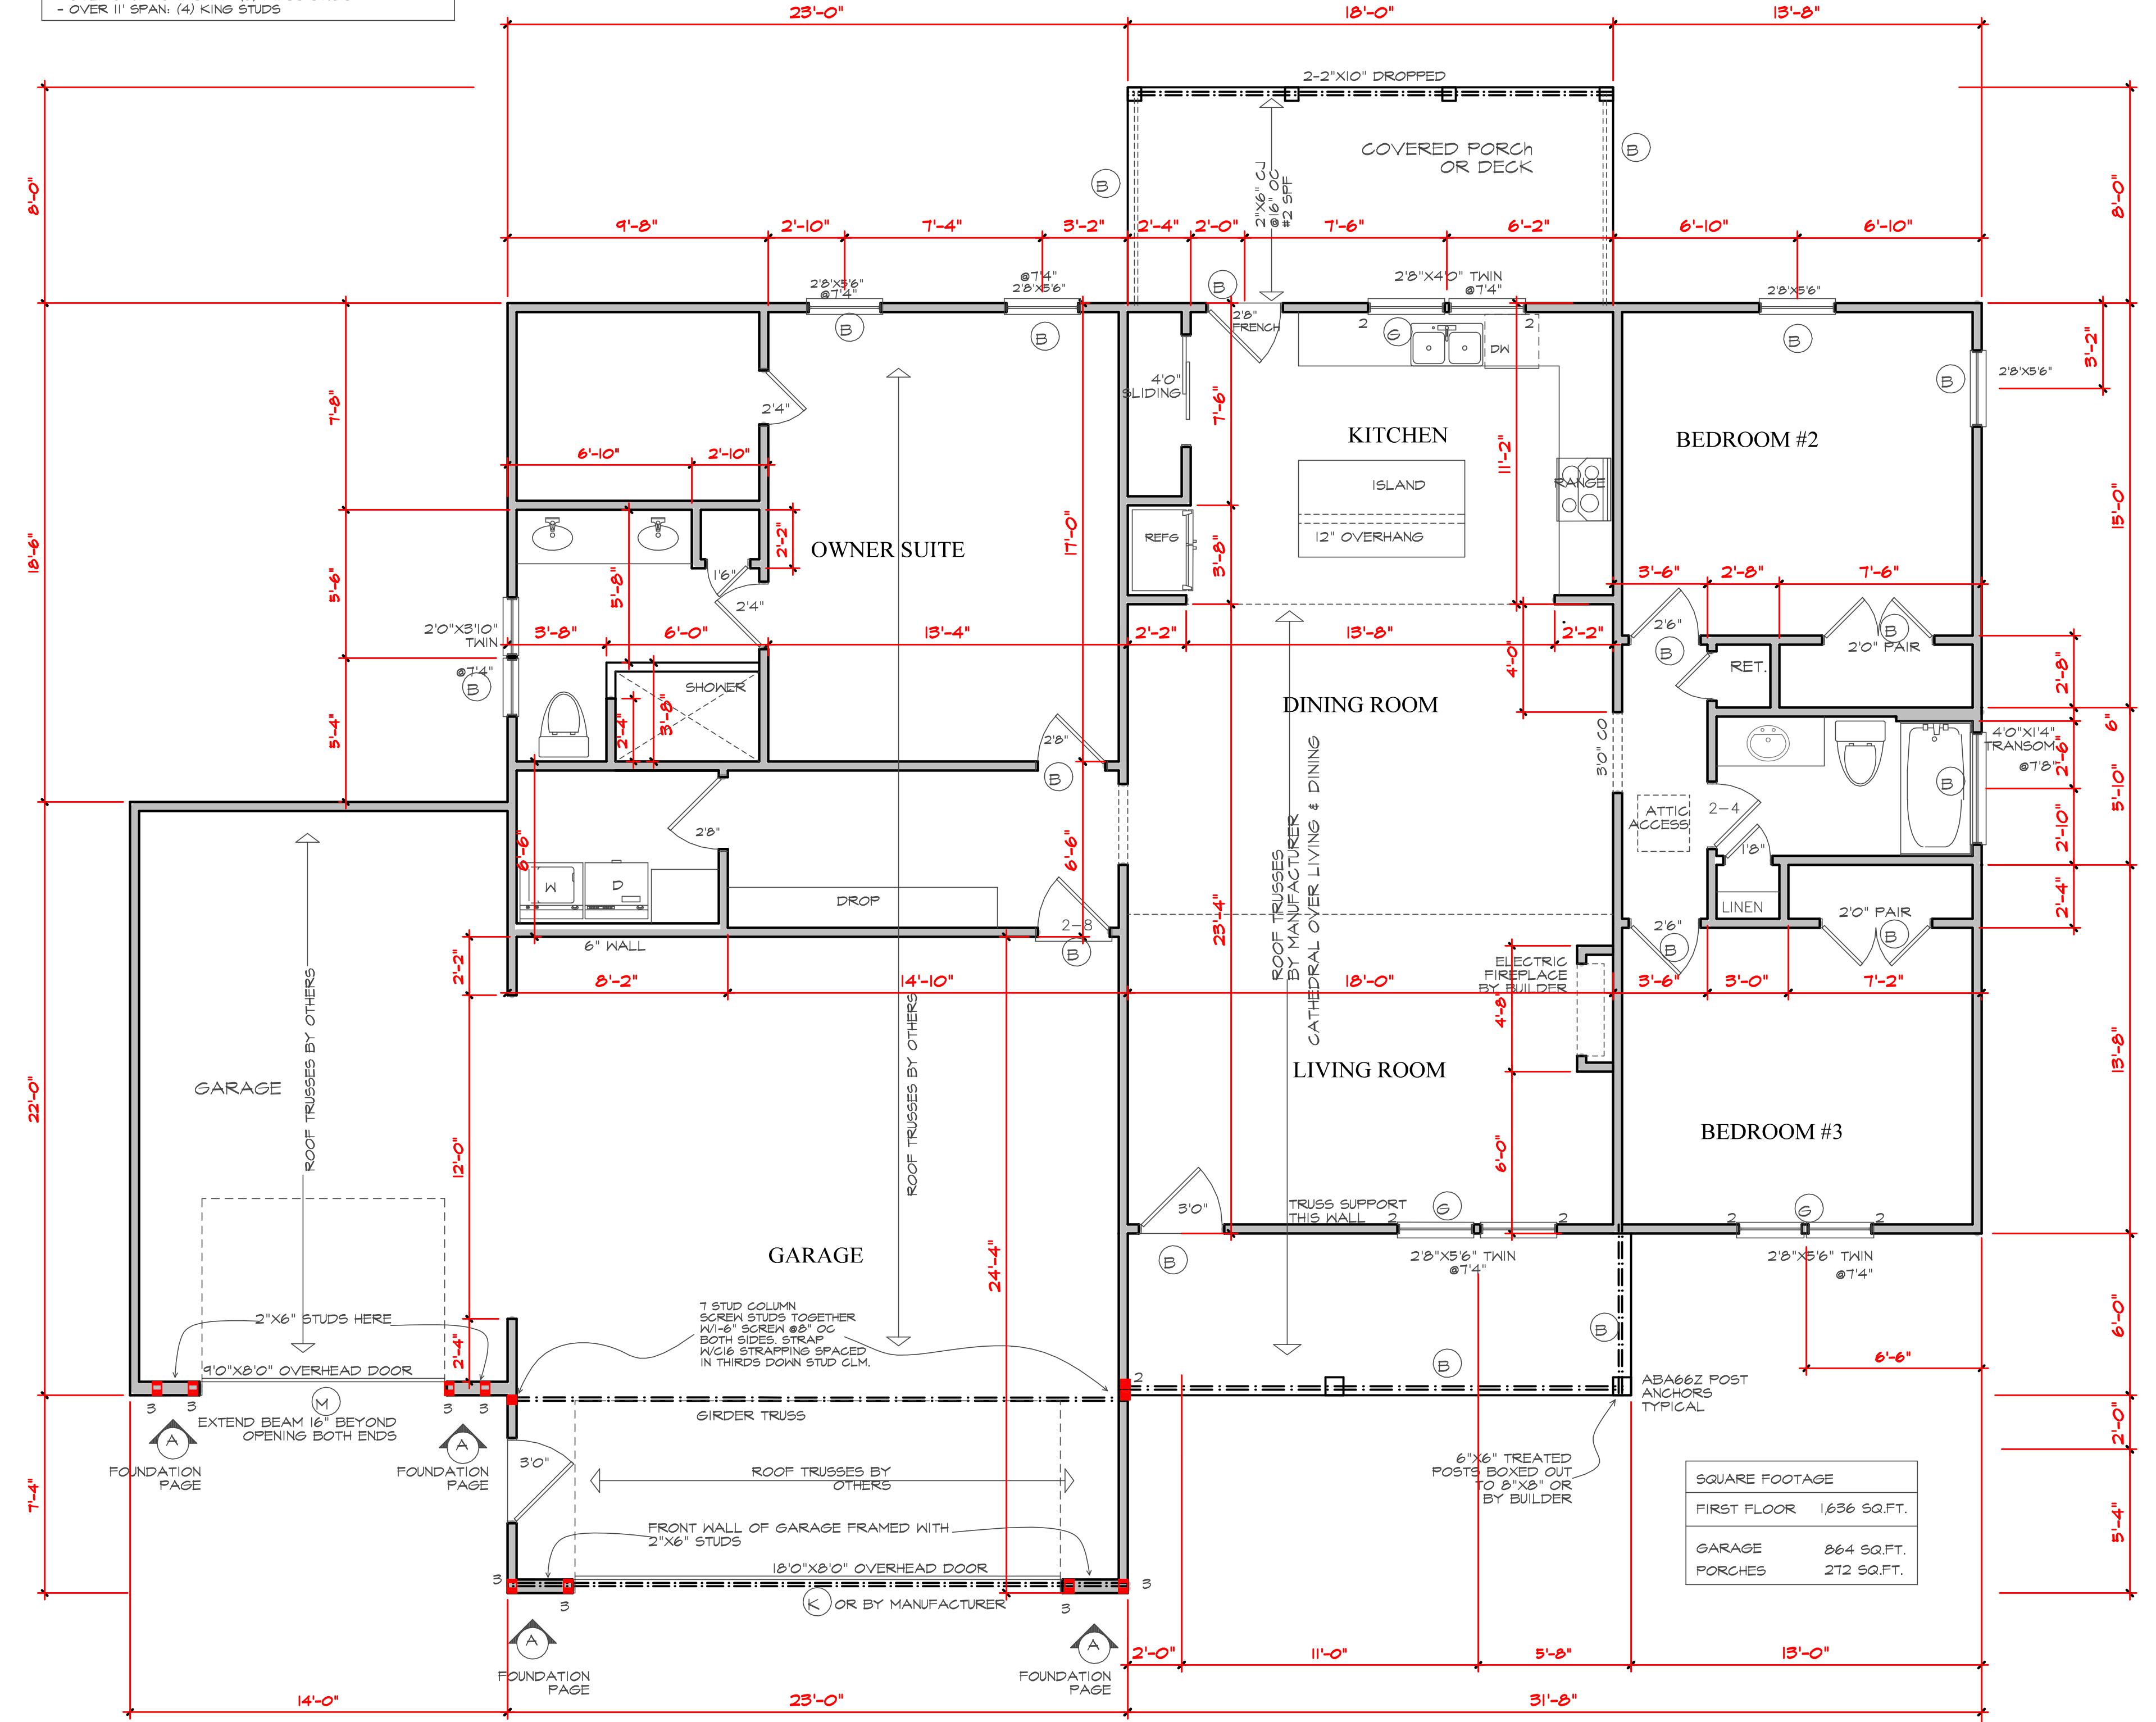 - OVER 11' SPAN: (4) KING STUDS
23'-0"
18'-0"
13'-8"
2-2"X10" DROPPED
COVERED PORCh
OR DECK
B
B
2"X6" CJ
@16" OC
#2 SPF
8'-0"
8'-0"
9'-8"
2'-10"
7'-4"
3'-2"
2'-4"
2'-0"
7'-6"
6'-2"
6'-10"
6'-10"
2'8"X5'6"
@7'4"
B
@7'4"
2'8"X5'6"
B
B
2'8"
FRENCH
2'8"X4'0" TWIN
@7'4"
2
G
2
DW
2'8"X5'6"
B
B
2'8"X5'6"
3'-2"
15'-0"
18'-6"
7'-8"
5'-6"
5'-4"
2'4"
6'-10"
2'-10"
2'-2"
OWNER SUITE
17'-0"
4'0"
SLIDING
7'-6"
KITCHEN
11'-2"
ISLAND
12" OVERHANG
RANGE
REFG
3'-8"
BEDROOM #2
5'-8"
1'6"
2'4"
2'0"X3'10"
TWIN
@7'4"
B
3'-8"
6'-0"
13'-4"
2'-2"
13'-8"
2'-2"
4'-0"
3'-6"
2'-8"
7'-6"
2'6"
B
RET.
2'0" PAIR
B
SHOWER
2'-4"
3'-8"
2'8"
B
DINING ROOM
3'0" CO
4'0"X1'4"
TRANSOM
@7'8"
B
2'-8"
6"
2'-6"
2'-10"
5'-10"
2'-4"
ATTIC
ACCESS
2-4
1'8"
LINEN
2'0" PAIR
B
2'6"
B
6'-6"
W
D
2'8"
DROP
6'-6"
2-8
B
6" WALL
ROOF TRUSSES
BY MANUFACTURER
CATHEDRAL OVER LIVING & DINING
23'-4"
2'-2"
8'-2"
14'-10"
18'-0"
3'-6"
3'-0"
7'-2"
ELECTRIC
FIREPLACE
BY BUILDER
4'-8"
6'-0"
LIVING ROOM
BEDROOM #3
13'-8"
22'-0"
GARAGE
ROOF TRUSSES BY OTHERS
12'-0"
ROOF TRUSSES BY OTHERS
GARAGE
24'-4"
3'0"
B
TRUSS SUPPORT
THIS WALL
2
G
2
2'8"X5'6" TWIN
@7'4"
2
G
2
2'8"X5'6" TWIN
@7'4"
6'-0"
6'-6"
B
B
2"X6" STUDS HERE
2'-4"
9'0"X8'0" OVERHEAD DOOR
7 STUD COLUMN
SCREW STUDS TOGETHER
W/1-6" SCREW @8" OC
BOTH SIDES. STRAP
W/C16 STRAPPING SPACED
IN THIRDS DOWN STUD CLM.
2
3
3
M
3
3
EXTEND BEAM 16" BEYOND
OPENING BOTH ENDS
A
FOUNDATION
PAGE
A
FOUNDATION
PAGE
GIRDER TRUSS
ABA66Z POST
ANCHORS
TYPICAL
2'-0"
7'-4"
3'0"
ROOF TRUSSES BY
OTHERS
6"X6" TREATED
POSTS BOXED OUT
TO 8"X8" OR
BY BUILDER
5'-4"
SQUARE FOOTAGE
FIRST FLOOR 1,636 SQ.FT.
GARAGE 864 SQ.FT.
PORCHES 272 SQ.FT.
FRONT WALL OF GARAGE FRAMED WITH
2"X6" STUDS
18'0"X8'0" OVERHEAD DOOR
3
3
3
3
K
OR BY MANUFACTURER
A
FOUNDATION
PAGE
A
FOUNDATION
PAGE
2'-0"
11'-0"
5'-8"
13'-0"
14'-0"
23'-0"
31'-8"